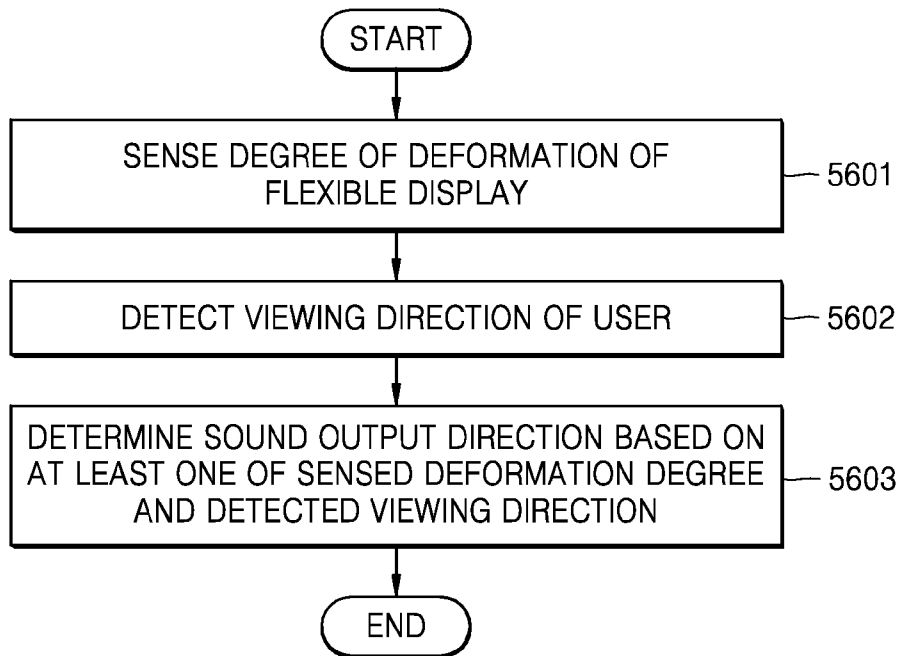 START
SENSE DEGREE OF DEFORMATION OF
FLEXIBLE DISPLAY
5601
DETECT VIEWING DIRECTION OF USER
5602
DETERMINE SOUND OUTPUT DIRECTION BASED ON
AT LEAST ONE OF SENSED DEFORMATION DEGREE
AND DETECTED VIEWING DIRECTION
5603
END